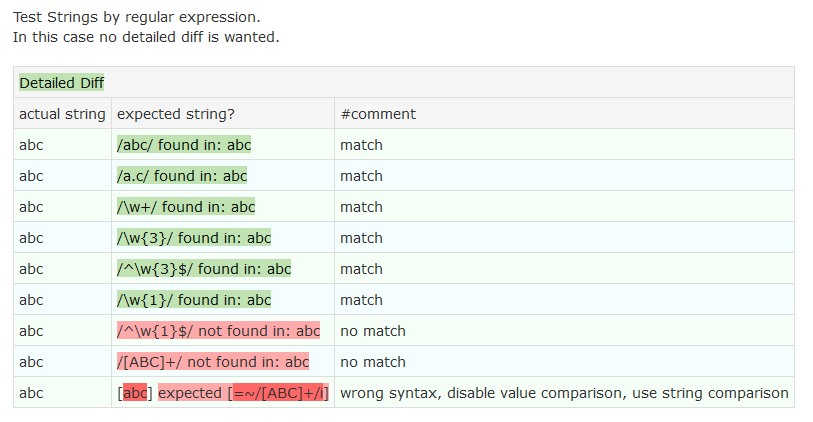 Test Strings by regular expression.
In this case no detailed diff is wanted.
Detailed Diff
actual string expected string? #comment
abc /abc/ found in: abc match
abc /a.c/ found in: abc match
abc /\w+/ found in: abc match
abc /\w{3}/ found in: abc match
abc /^\w{3}$/ found in: abc match
abc /\w{1}/ found in: abc match
abc /^\w{1}$/ not found in: abc no match
abc /[ABC]+/ not found in: abc no match
abc [abc] expected [=~/[ABC]+/i] wrong syntax, disable value comparison, use string comparison